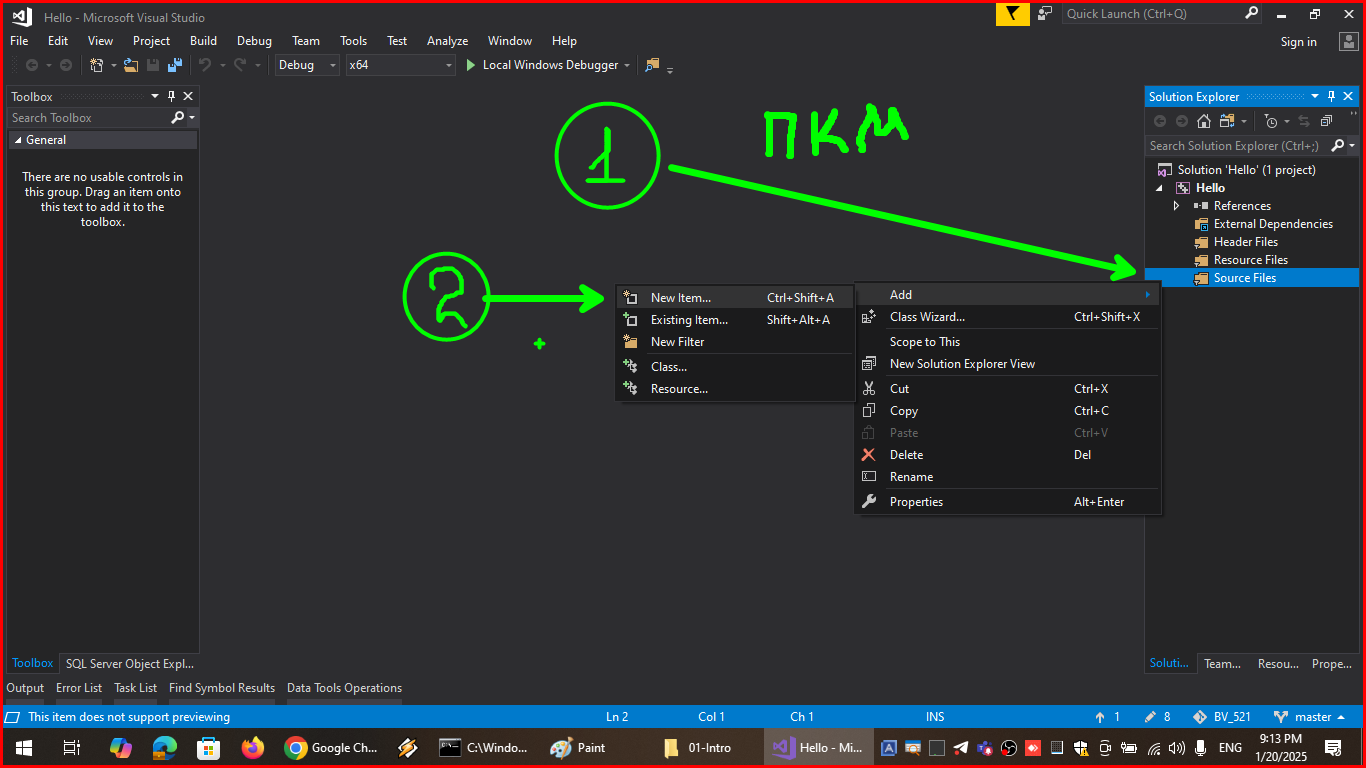 Hello - Microsoft Visual Studio
Quick Launch (Ctrl+Q)
File Edit View Project Build Debug Team Tools Test Analyze Window Help
Sign in
Debug x64 Local Windows Debugger
Toolbox
Search Toolbox
General
There are no usable controls in
this group. Drag an item onto
this text to add it to the
toolbox.
1
ПКМ
2
Solution Explorer
Search Solution Explorer (Ctrl+;)
Solution 'Hello' (1 project)
Hello
References
External Dependencies
Header Files
Resource Files
Source Files
New Item... Ctrl+Shift+A
Existing Item... Shift+Alt+A
New Filter
Class...
Resource...
Add
Class Wizard... Ctrl+Shift+X
Scope to This
New Solution Explorer View
Cut Ctrl+X
Copy Ctrl+C
Paste Ctrl+V
Delete Del
Rename
Properties Alt+Enter
Toolbox SQL Server Object Expl...
Soluti... Team... Resou... Prope...
Output Error List Task List Find Symbol Results Data Tools Operations
This item does not support previewing Ln 2 Col 1 Ch 1 INS 1 8 BV_521 master
Google Ch... C:\Windo... Paint 01-Intro Hello - Mi... ENG 9:13 PM
1/20/2025